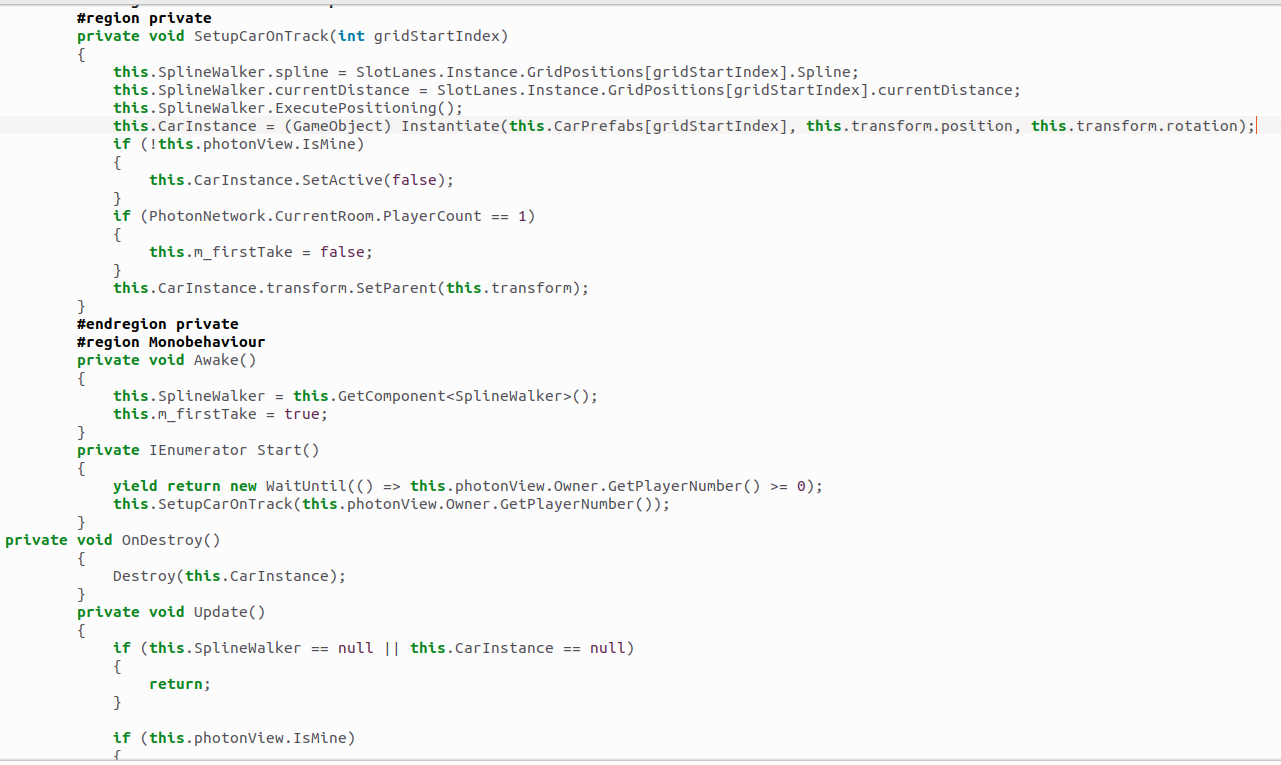 #region private
private void SetupCarOnTrack(int gridStartIndex)
{
this.SplineWalker.spline = SlotLanes.Instance.GridPositions[gridStartIndex].Spline;
this.SplineWalker.currentDistance = SlotLanes.Instance.GridPositions[gridStartIndex].currentDistance;
this.SplineWalker.ExecutePositioning();
this.CarInstance = (GameObject) Instantiate(this.CarPrefabs[gridStartIndex], this.transform.position, this.transform.rotation);
if (!this.photonView.IsMine)
{
this.CarInstance.SetActive(false);
}
if (PhotonNetwork.CurrentRoom.PlayerCount == 1)
{
this.m_firstTake = false;
}
this.CarInstance.transform.SetParent(this.transform);
}
#endregion private
#region Monobehaviour
private void Awake()
{
this.SplineWalker = this.GetComponent<SplineWalker>();
this.m_firstTake = true;
}
private IEnumerator Start()
{
yield return new WaitUntil(() => this.photonView.Owner.GetPlayerNumber() >= 0);
this.SetupCarOnTrack(this.photonView.Owner.GetPlayerNumber());
}
private void OnDestroy()
{
Destroy(this.CarInstance);
}
private void Update()
{
if (this.SplineWalker == null || this.CarInstance == null)
{
return;
}
if (this.photonView.IsMine)
{